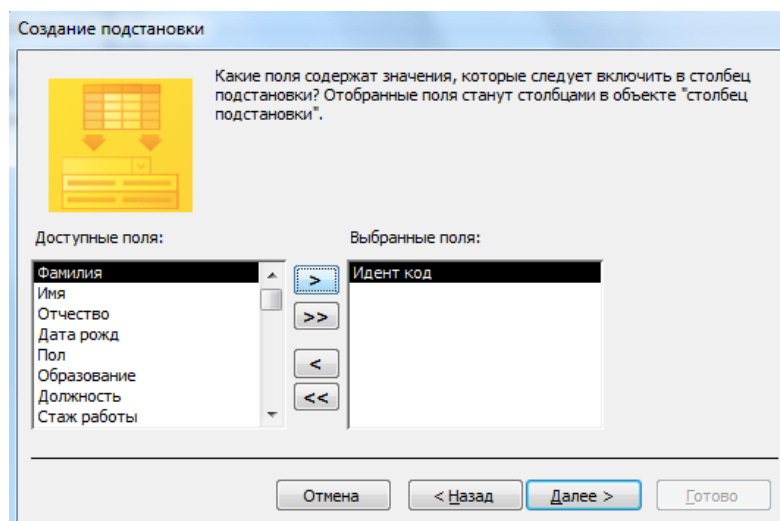 Создание подстановки
Какие поля содержат значения, которые следует включить в столбец
подстановки? Отобранные поля станут столбцами в объекте "столбец
подстановки".
Доступные поля:
Выбранные поля:
Фамилия
Имя
Отчество
Дата рожд
Пол
Образование
Должность
Стаж работы
>
>>
<
<<
Идент код
Отмена
< Назад
Далее >
Готово